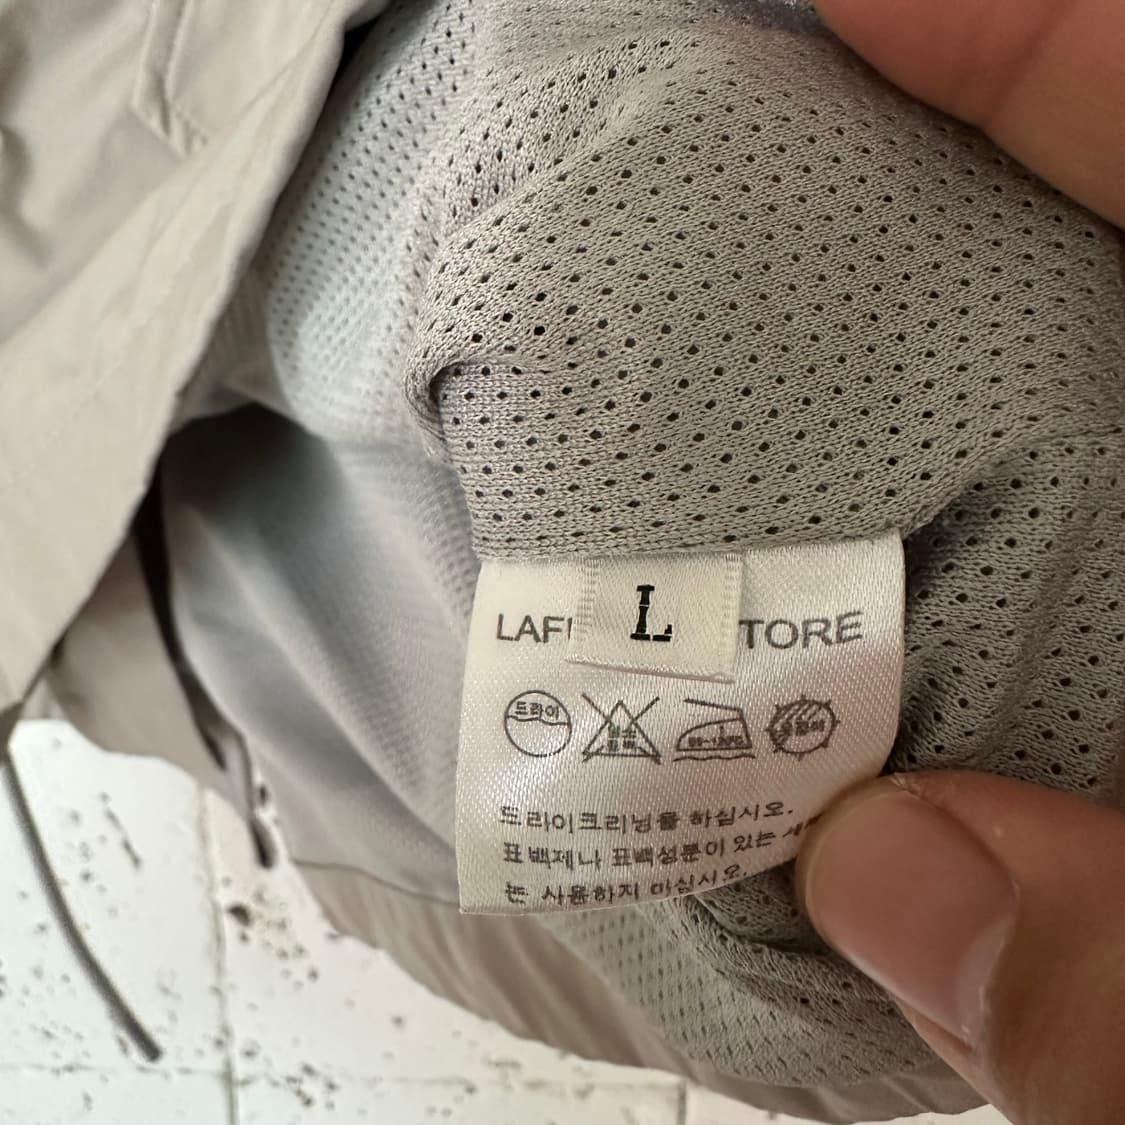 L
LAF TORE
드라이
드라이크리닝을 하십시오.
표백제나 표백성분이 있는
는 사용하지 마십시오.